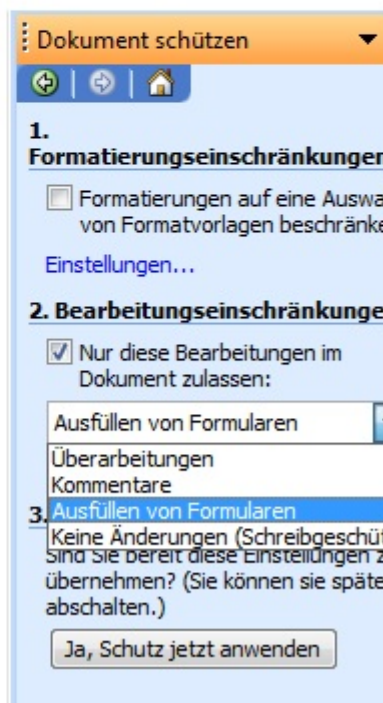 Dokument schützen
1.
Formatierungseinschränkungen
Formatierungen auf eine Auswa
von Formatvorlagen beschränke
Einstellungen...
2. Bearbeitungseinschränkunge
Nur diese Bearbeitungen im
Dokument zulassen:
Ausfüllen von Formularen
Überarbeitungen
Kommentare
Ausfüllen von Formularen
3.
Keine Änderungen (Schreibgeschüt
Sind Sie bereit diese Einstellungen z
übernehmen? (Sie können sie späte
abschalten.)
Ja, Schutz jetzt anwenden